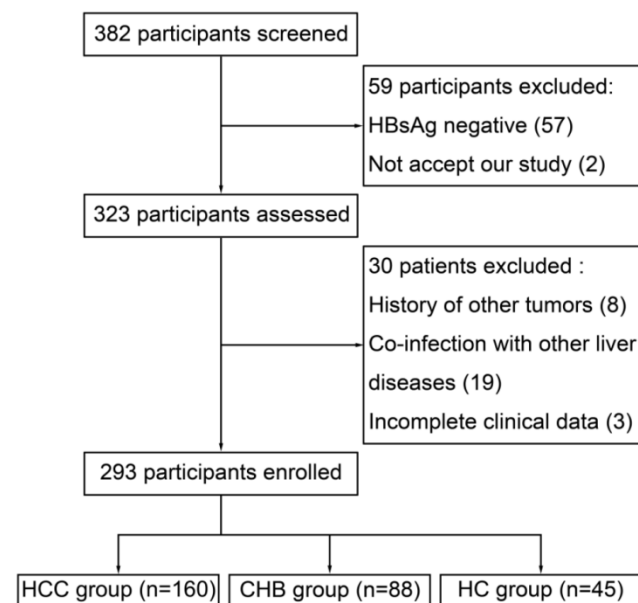 382 participants screened
59 participants excluded:
HBsAg negative (57)
Not accept our study (2)
323 participants assessed
30 patients excluded :
History of other tumors (8)
Co-infection with other liver
diseases (19)
Incomplete clinical data (3)
293 participants enrolled
HCC group (n=160)
CHB group (n=88)
HC group (n=45)